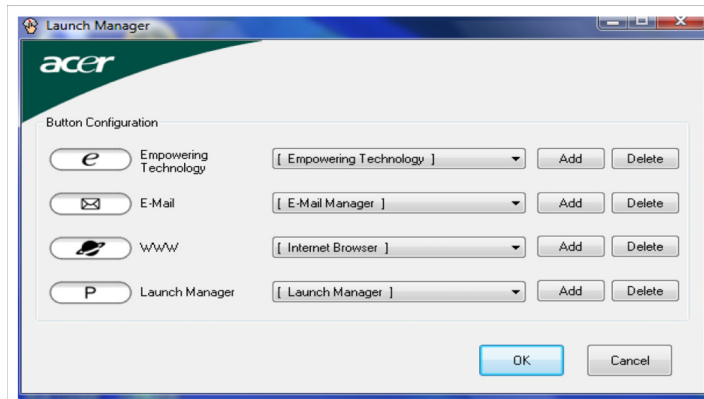 Launch Manager
acer
Button Configuration
e
Empowering
Technology
[ Empowering Technology ]
Add
Delete
E-Mail
[ E-Mail Manager ]
Add
Delete
WWW
[ Internet Browser ]
Add
Delete
P
Launch Manager
[ Launch Manager ]
Add
Delete
OK
Cancel